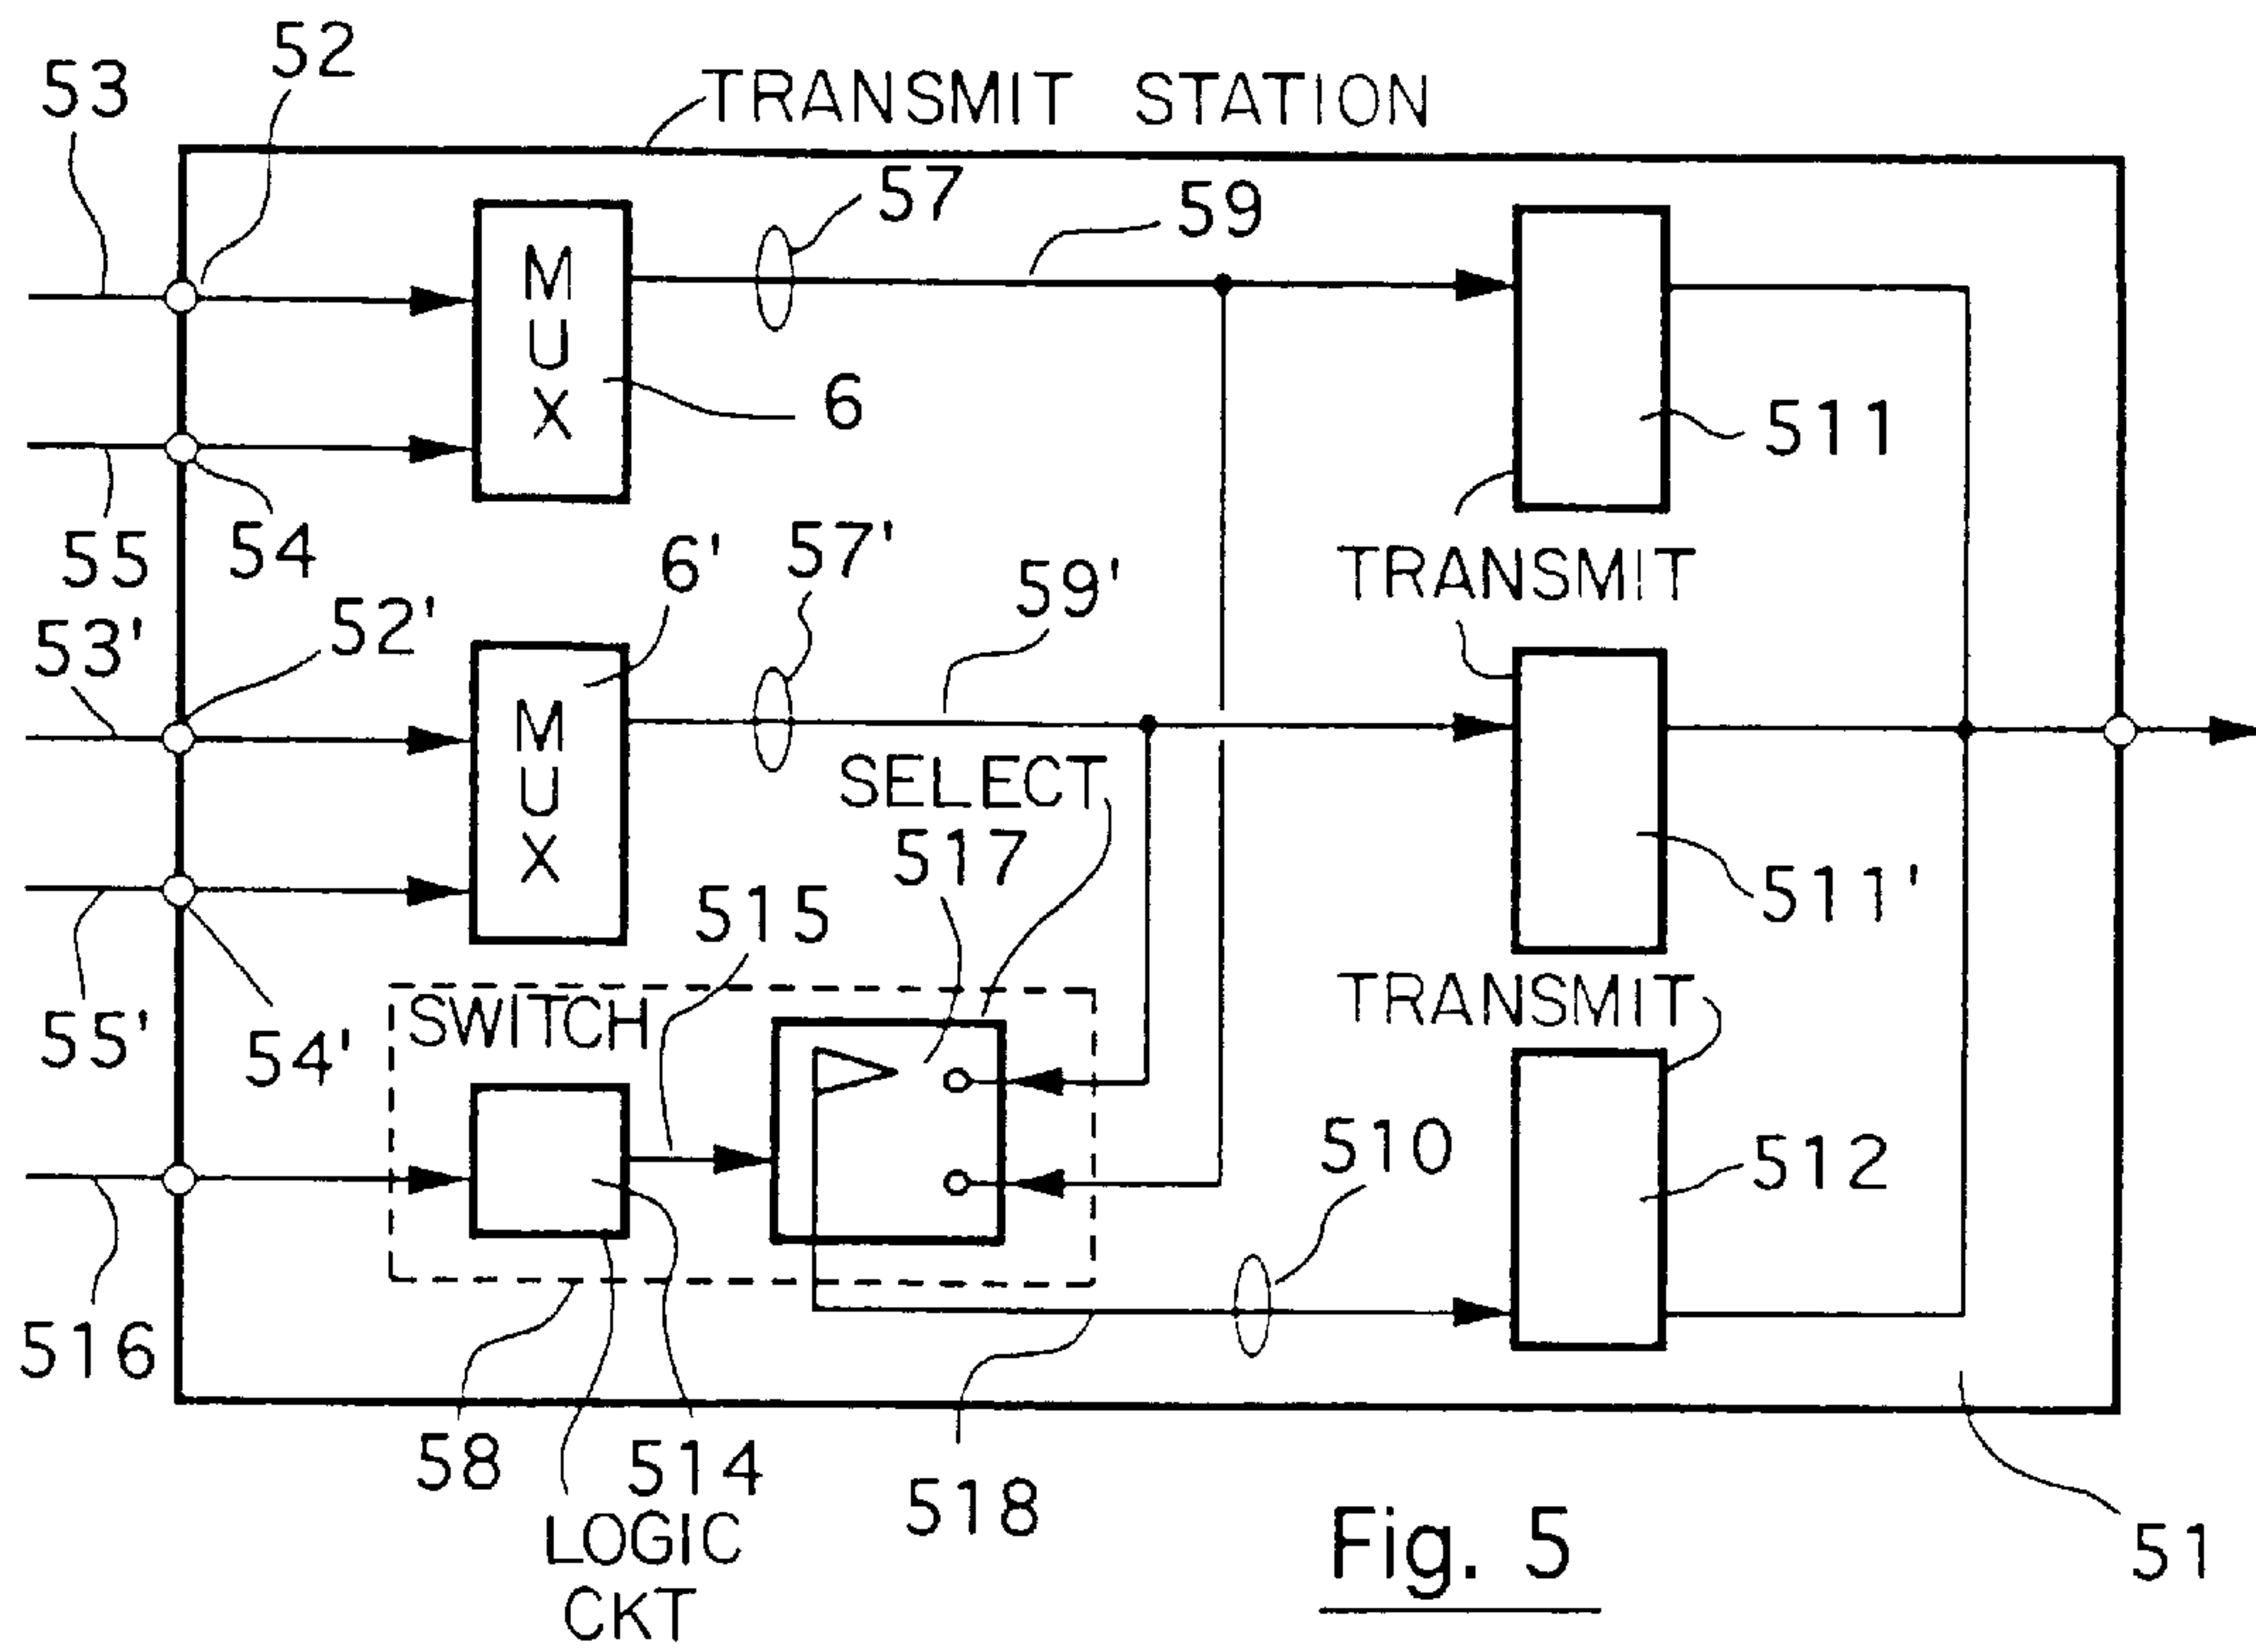 52
53
TRANSMIT STATION
57
59
M
U
X
6
511
55
54
6'
57'
59'
TRANSMIT
53'
52'
M
U
X
SELECT
517
511'
515
55'
54'
SWITCH
TRANSMIT
510
512
516
58
514
LOGIC
CKT
518
Fig. 5
51